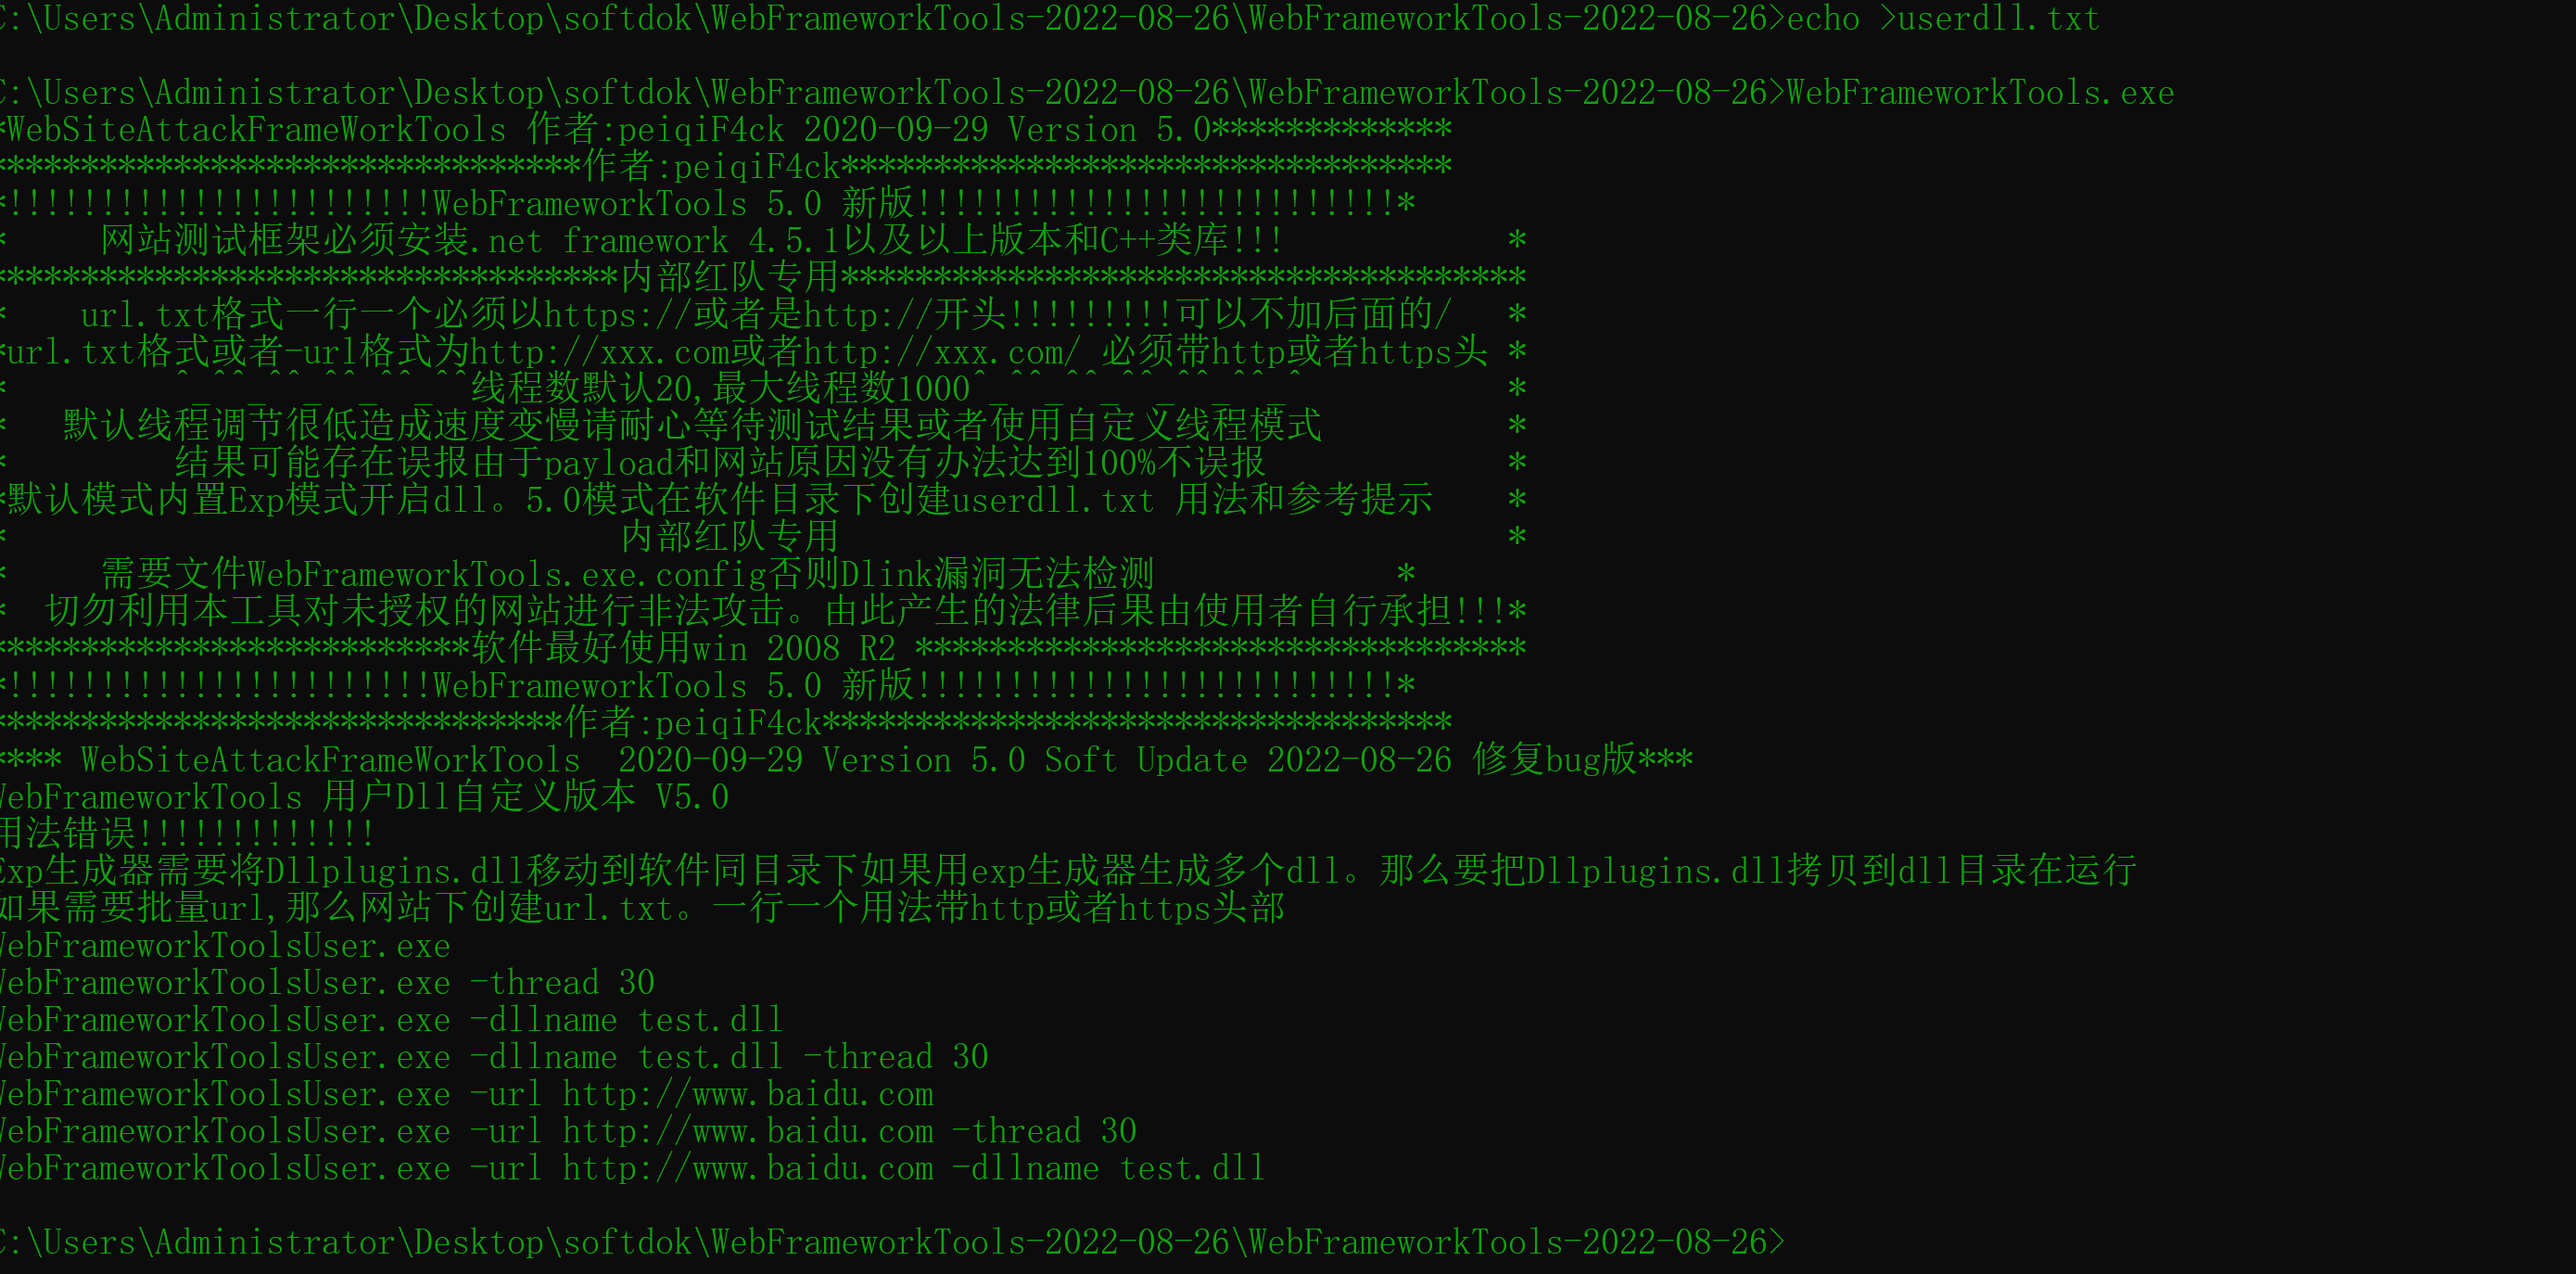 C:\Users\Administrator\Desktop\softdok\WebFrameworkTools-2022-08-26\WebFrameworkTools-2022-08-26>echo >userdll.txt
C:\Users\Administrator\Desktop\softdok\WebFrameworkTools-2022-08-26\WebFrameworkTools-2022-08-26>WebFrameworkTools.exe
*WebSiteAttackFrameWorkTools 作者:peiqiF4ck 2020-09-29 Version 5.0*************
********************************作者:peiqiF4ck*********************************
*!!!!!!!!!!!!!!!!!!!!!!!WebFrameworkTools 5.0 新版!!!!!!!!!!!!!!!!!!!!!!!!!!*
*     网站测试框架必须安装.net framework 4.5.1以及以上版本和C++类库!!!            *
**********************************内部红队专用*************************************
*    url.txt格式一行一个必须以https://或者是http://开头!!!!!!!!!可以不加后面的/   *
*url.txt格式或者-url格式为http://xxx.com或者http://xxx.com/ 必须带http或者https头 *
*         ^_^^_^^_^^_^^_^^线程数默认20,最大线程数1000^_^^_^^_^^_^^_^^_^           *
*   默认线程调节很低造成速度变慢请耐心等待测试结果或者使用自定义线程模式          *
*         结果可能存在误报由于payload和网站原因没有办法达到100%不误报             *
*默认模式内置Exp模式开启dll。5.0模式在软件目录下创建userdll.txt 用法和参考提示    *
*                                 内部红队专用                                    *
*     需要文件WebFrameworkTools.exe.config否则Dlink漏洞无法检测             *
*  切勿利用本工具对未授权的网站进行非法攻击。由此产生的法律后果由使用者自行承担!!!*
**************************软件最好使用win 2008 R2 *********************************
*!!!!!!!!!!!!!!!!!!!!!!!WebFrameworkTools 5.0 新版!!!!!!!!!!!!!!!!!!!!!!!!!!*
*******************************作者:peiqiF4ck**********************************
**** WebSiteAttackFrameWorkTools  2020-09-29 Version 5.0 Soft Update 2022-08-26 修复bug版***
WebFrameworkTools 用户Dll自定义版本 V5.0
用法错误!!!!!!!!!!!!!
Exp生成器需要将Dllplugins.dll移动到软件同目录下如果用exp生成器生成多个dll。那么要把Dllplugins.dll拷贝到dll目录在运行
如果需要批量url,那么网站下创建url.txt。一行一个用法带http或者https头部
WebFrameworkToolsUser.exe
WebFrameworkToolsUser.exe -thread 30
WebFrameworkToolsUser.exe -dllname test.dll
WebFrameworkToolsUser.exe -dllname test.dll -thread 30
WebFrameworkToolsUser.exe -url http://www.baidu.com
WebFrameworkToolsUser.exe -url http://www.baidu.com -thread 30
WebFrameworkToolsUser.exe -url http://www.baidu.com -dllname test.dll
C:\Users\Administrator\Desktop\softdok\WebFrameworkTools-2022-08-26\WebFrameworkTools-2022-08-26>